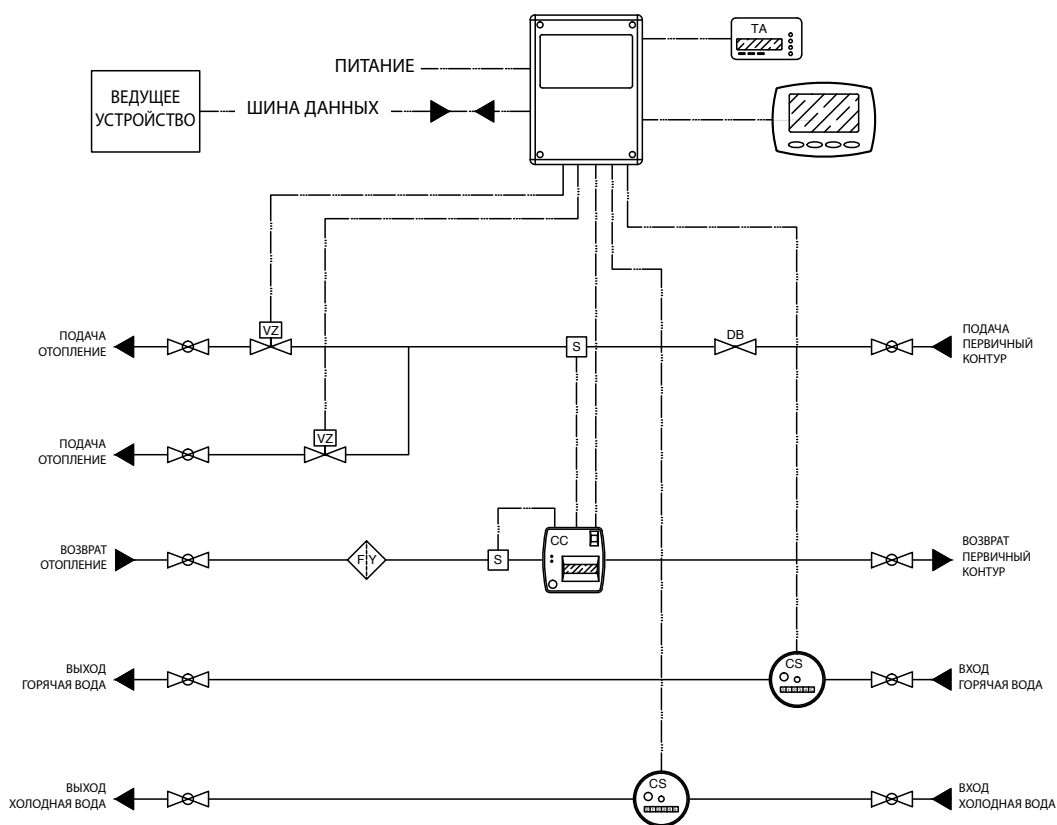 TA
ПИТАНИЕ
ВЕДУЩЕЕ
УСТРОЙСТВО
ШИНА ДАННЫХ
VZ
DB
ПОДАЧА
ОТОПЛЕНИЕ
S
ПОДАЧА
ПЕРВИЧНЫЙ
КОНТУР
VZ
ПОДАЧА
ОТОПЛЕНИЕ
CC
ВОЗВРАТ
ОТОПЛЕНИЕ
F Y
S
ВОЗВРАТ
ПЕРВИЧНЫЙ
КОНТУР
ВЫХОД
ГОРЯЧАЯ ВОДА
CS
ВХОД
ГОРЯЧАЯ ВОДА
ВЫХОД
ХОЛОДНАЯ ВОДА
CS
ВХОД
ХОЛОДНАЯ ВОДА